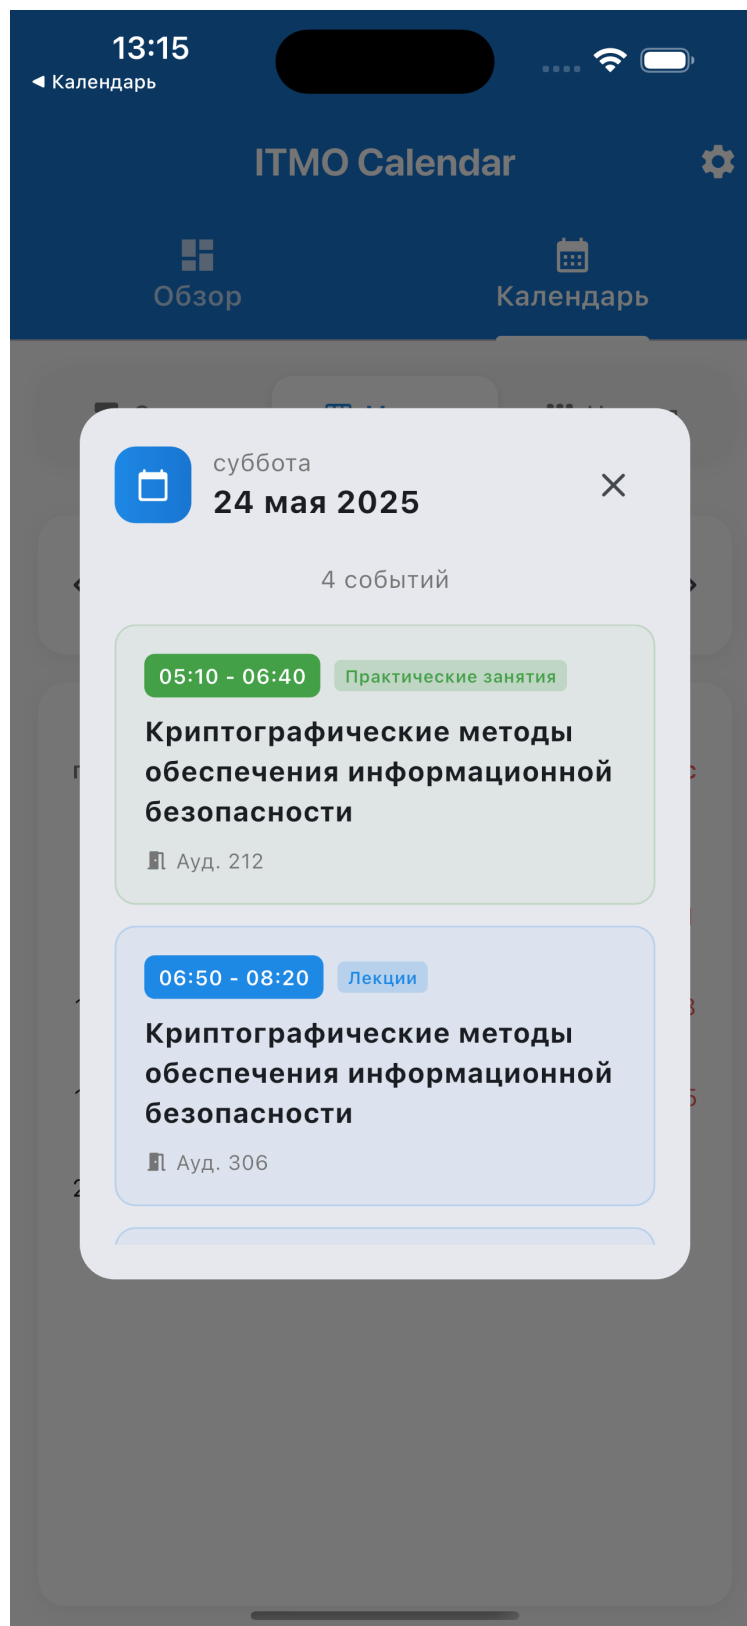 13:15
◀ Календарь
ITMO Calendar
Обзор
Календарь
суббота
24 мая 2025
4 событий
05:10 - 06:40
Практические занятия
Криптографические методы
обеспечения информационной
безопасности
Ауд. 212
06:50 - 08:20
Лекции
Криптографические методы
обеспечения информационной
безопасности
Ауд. 306